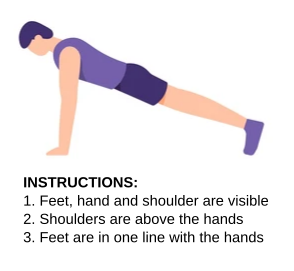 INSTRUCTIONS:
1. Feet, hand and shoulder are visible
2. Shoulders are above the hands
3. Feet are in one line with the hands